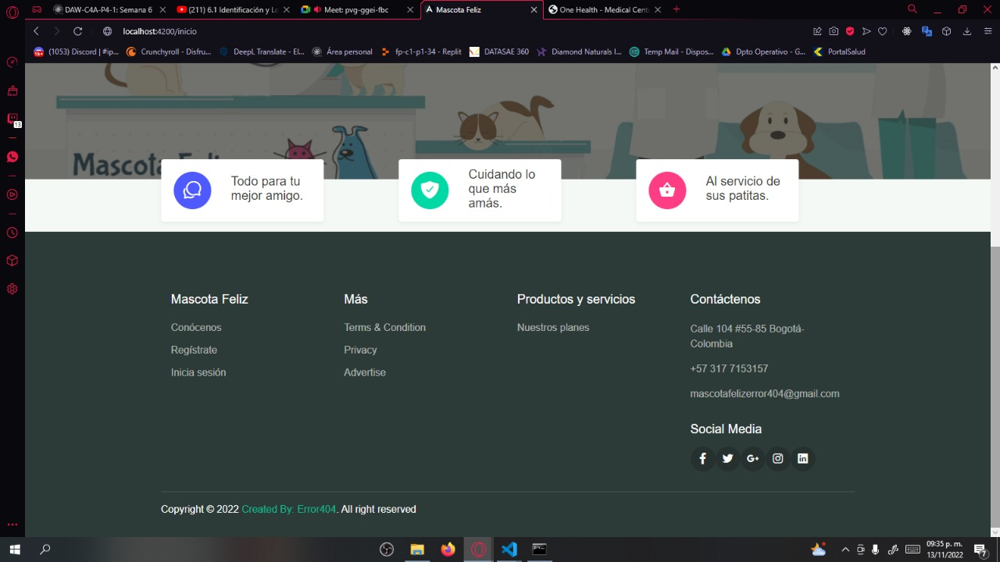 DAW-C4A-P4-1: Semana 6
(211) 6.1 Identificación y Lo
Meet: pvg-ggei-fbc
Mascota Feliz
One Health - Medical Cent
localhost:4200/inicio
(1053) Discord | #ip...
Crunchyroll - Disfru...
DeepL Translate - El...
Área personal
fp-c1-p1-34 - Replit
DATASAE 360
Diamond Naturals I...
Temp Mail - Dispos...
Dpto Operativo - G...
PortalSalud
13
Mascota Feliz
Todo para tu
mejor amigo.
Cuidando lo
que más
amás.
Al servicio de
sus patitas.
Mascota Feliz
Conócenos
Regístrate
Inicia sesión
Más
Terms & Condition
Privacy
Advertise
Productos y servicios
Nuestros planes
Contáctenos
Calle 104 #55-85 Bogotá-
Colombia
+57 317 7153157
mascotafelizerror404@gmail.com
Social Media
Copyright © 2022 Created By: Error404. All right reserved
09:35 p. m.
13/11/2022